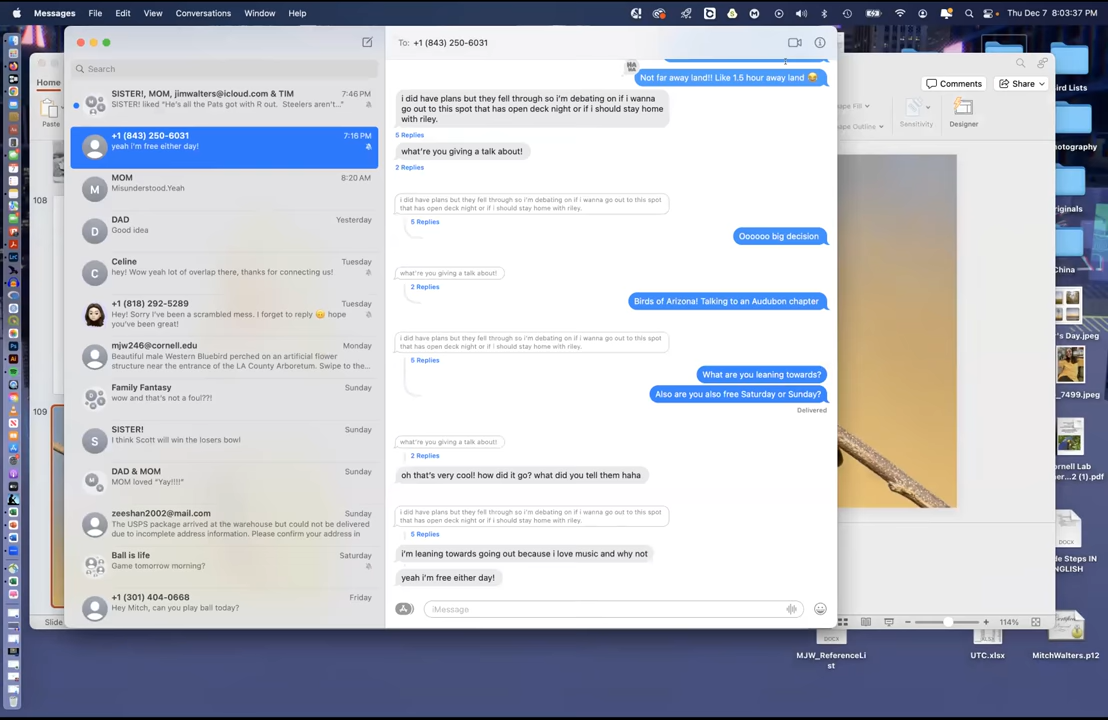 Messages File Edit View Conversations Window Help
Thu Dec 7 8:03:37 PM
Search
SISTER!, MOM, jimwalters@icloud.com & TIM 7:46 PM
SISTER! liked “He's all the Pats got with R out. Steelers aren't...”
+1 (843) 250-6031 7:16 PM
yeah i'm free either day!
MOM 8:20 AM
Misunderstood.Yeah
M
DAD Yesterday
Good idea
D
Celine Tuesday
hey! Wow yeah lot of overlap there, thanks for connecting us!
C
+1 (818) 292-5289 Tuesday
Hey! Sorry I've been a scrambled mess. I forget to reply 😄 hope
you've been great!
mjw246@cornell.edu Monday
Beautiful male Western Bluebird perched on an artificial flower
structure near the entrance of the LA County Arboretum. Swipe to the...
Family Fantasy Sunday
wow and that's not a foul??!
SISTER! Sunday
I think Scott will win the losers bowl
S
DAD & MOM Sunday
MOM loved “Yay!!!!”
zeeshan2002@mail.com Sunday
The USPS package arrived at the warehouse but could not be delivered
due to incomplete address information. Please confirm your address in
Ball is life Saturday
Game tomorrow night?
+1 (301) 404-0668 Friday
Hey Mitch, can you play ball today?
To: +1 (843) 250-6031
HA HA
Not far away land!! Like 1.5 hour away land 😂
i did have plans but they fell through so i'm debating on if i wanna
go out to this spot that has open deck night or if i should stay home
with riley.
5 Replies
what're you giving a talk about!
2 Replies
i did have plans but they fell through so i'm debating on if i wanna go out to this spot
that has open deck night or if i should stay home with riley.
5 Replies
Oooooo big decision
what're you giving a talk about!
2 Replies
Birds of Arizona! Talking to an Audubon chapter
i did have plans but they fell through so i'm debating on if i wanna go out to this spot
that has open deck night or if i should stay home with riley.
5 Replies
What are you leaning towards?
Also are you also free Saturday or Sunday?
Delivered
what're you giving a talk about!
2 Replies
oh that's very cool! how did it go? what did you tell them haha
i did have plans but they fell through so i'm debating on if i wanna go out to this spot
that has open deck night or if i should stay home with riley.
5 Replies
i'm leaning towards going out because i love music and why not
yeah i'm free either day!
iMessage
Home
Paste
108
109
Slide
Comments Share
Sensitivity
Designer
114%
MJW_ReferenceLi
st
UTC.xlsx
MitchWalters.p12